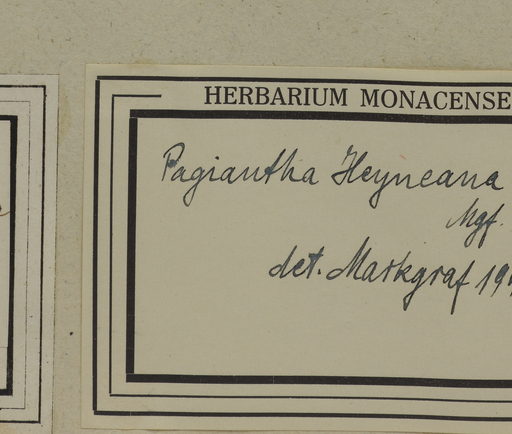 HERBARIUM MONACENSE
Pagiantha Heyneana
Mgf.
det. Markgraf